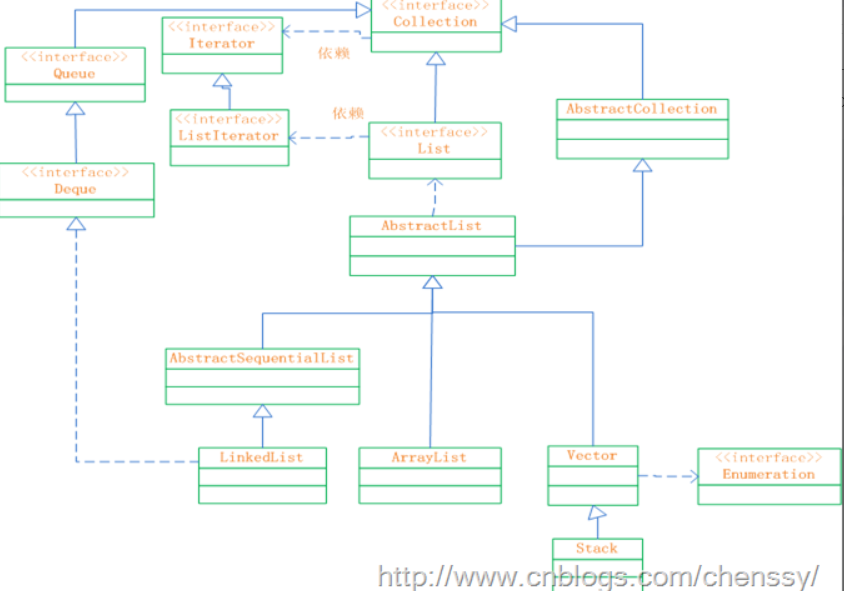 <<interface>>
Collection
<<interface>>
Iterator
依赖
<<interface>>
Queue
AbstractCollection
<<interface>>
ListIterator
依赖
<<interface>>
List
<<interface>>
Deque
AbstractList
AbstractSequentialList
LinkedList
ArrayList
Vector
<<interface>>
Enumeration
Stack
http://www.cnblogs.com/chenssy/